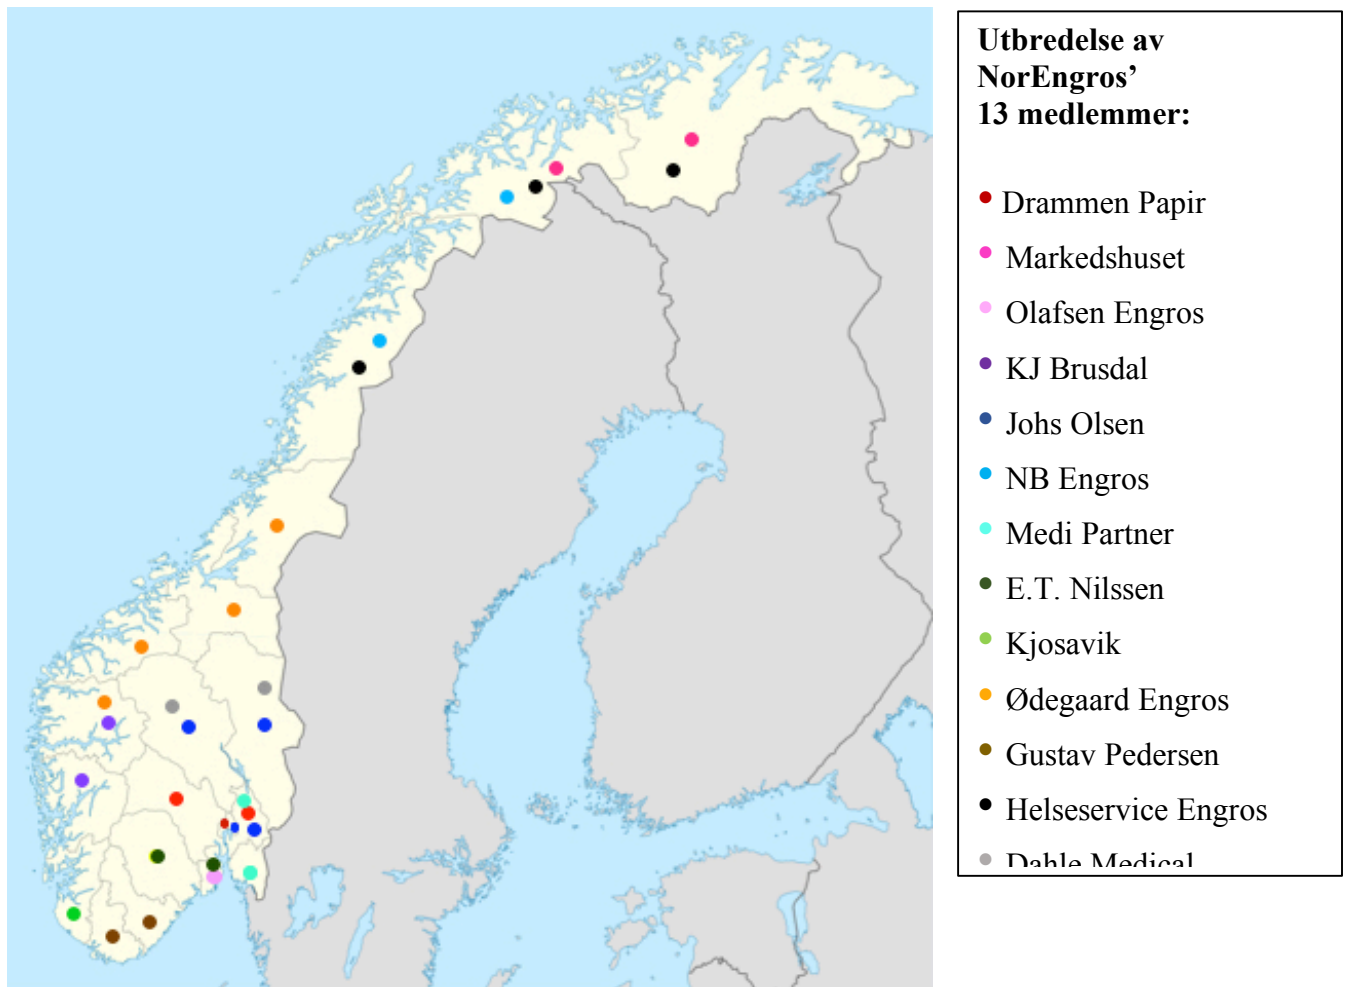 Utbredelse av
NorEngros’
13 medlemmer:
Drammen Papir
Markedshuset
Olafsen Engros
KJ Brusdal
Johs Olsen
NB Engros
Medi Partner
E.T. Nilssen
Kjosavik
Ødegaard Engros
Gustav Pedersen
Helseservice Engros
Dahle Medical